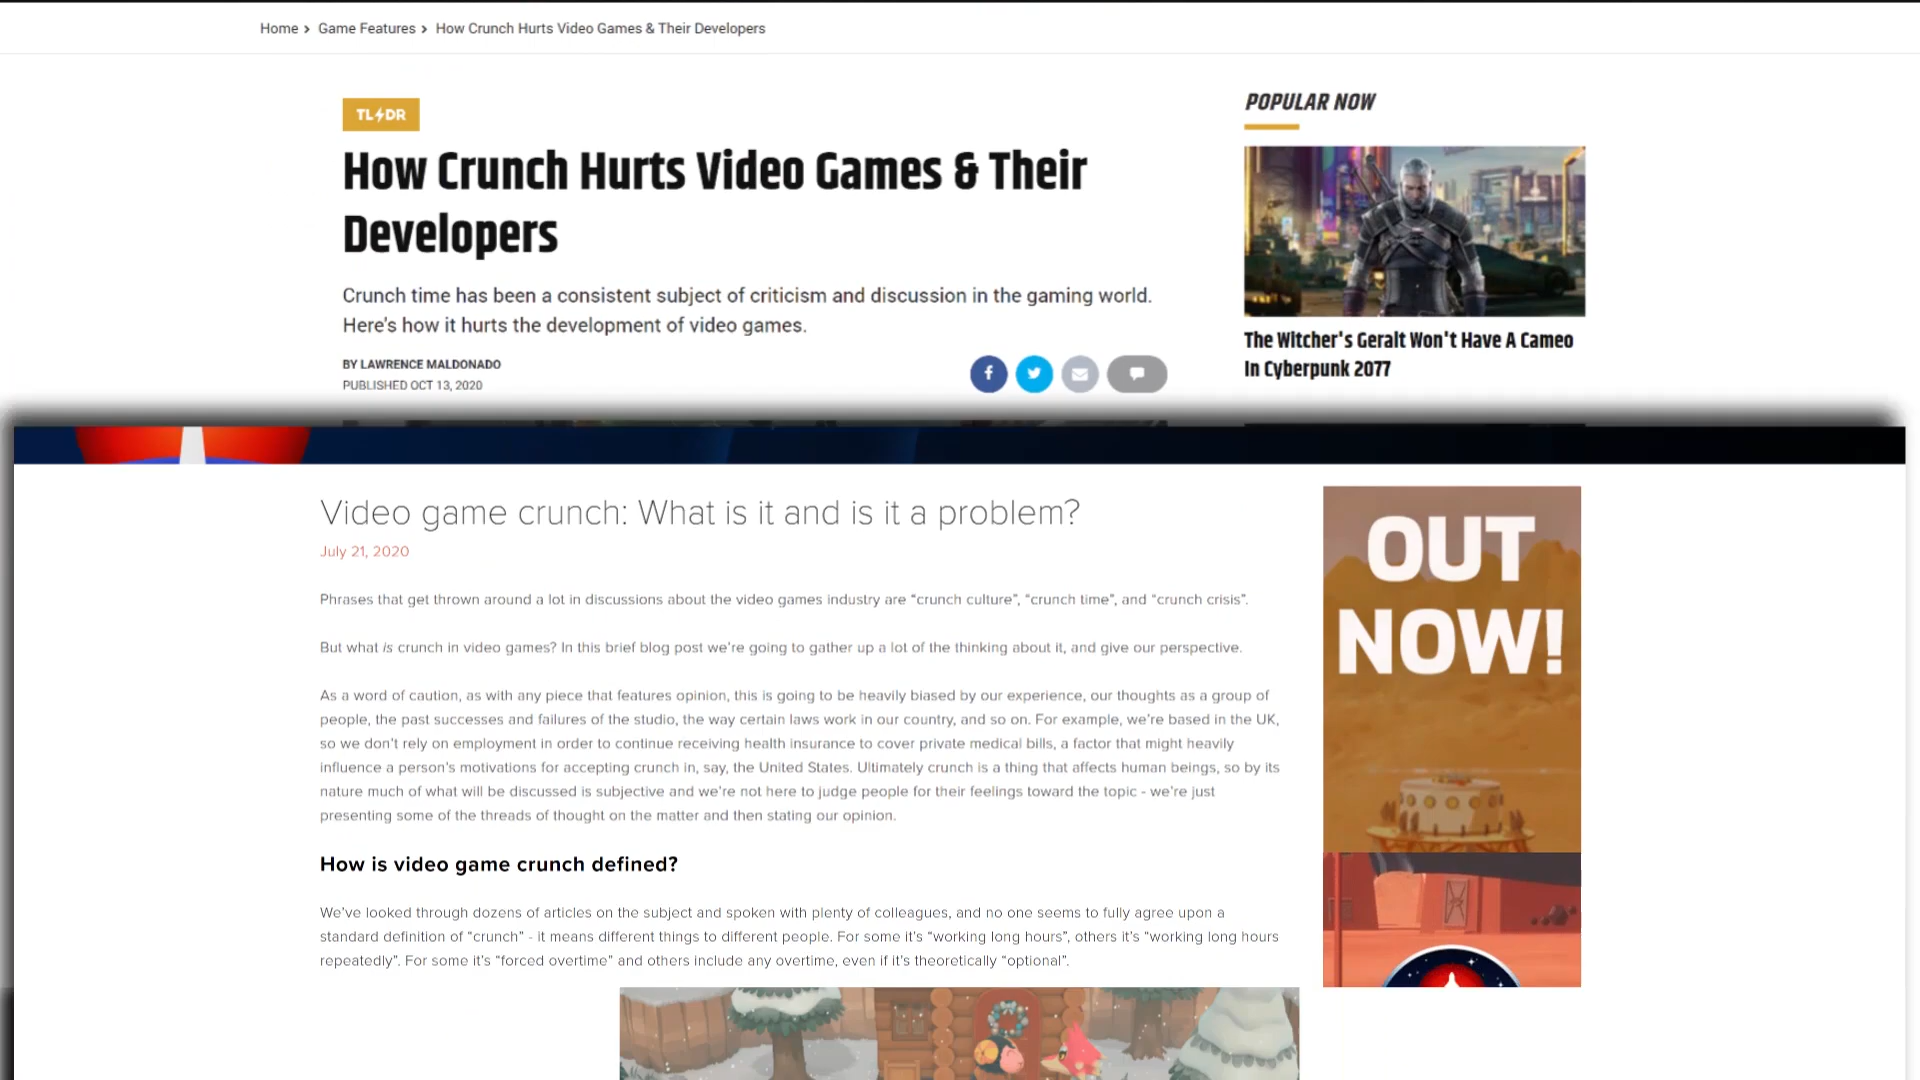 Home > Game Features > How Crunch Hurts Video Games & Their Developers
TL DR
How Crunch Hurts Video Games & Their
Developers
Crunch time has been a consistent subject of criticism and discussion in the gaming world.
Here's how it hurts the development of video games.
BY LAWRENCE MALDONADO
PUBLISHED OCT 13, 2020
POPULAR NOW
The Witcher's Geralt Won't Have A Cameo
In Cyberpunk 2077
Video game crunch: What is it and is it a problem?
July 21, 2020
Phrases that get thrown around a lot in discussions about the video games industry are “crunch culture”, “crunch time”, and “crunch crisis”.
But what is crunch in video games? In this brief blog post we’re going to gather up a lot of the thinking about it, and give our perspective.
As a word of caution, as with any piece that features opinion, this is going to be heavily biased by our experience, our thoughts as a group of
people, the past successes and failures of the studio, the way certain laws work in our country, and so on. For example, we’re based in the UK,
so we don’t rely on employment in order to continue receiving health insurance to cover private medical bills, a factor that might heavily
influence a person’s motivations for accepting crunch in, say, the United States. Ultimately crunch is a thing that affects human beings, so by its
nature much of what will be discussed is subjective and we’re not here to judge people for their feelings toward the topic - we’re just
presenting some of the threads of thought on the matter and then stating our opinion.
How is video game crunch defined?
We’ve looked through dozens of articles on the subject and spoken with plenty of colleagues, and no one seems to fully agree upon a
standard definition of “crunch” - it means different things to different people. For some it’s “working long hours”, others it’s “working long hours
repeatedly”. For some it’s “forced overtime” and others include any overtime, even if it’s theoretically “optional”.
OUT
NOW!